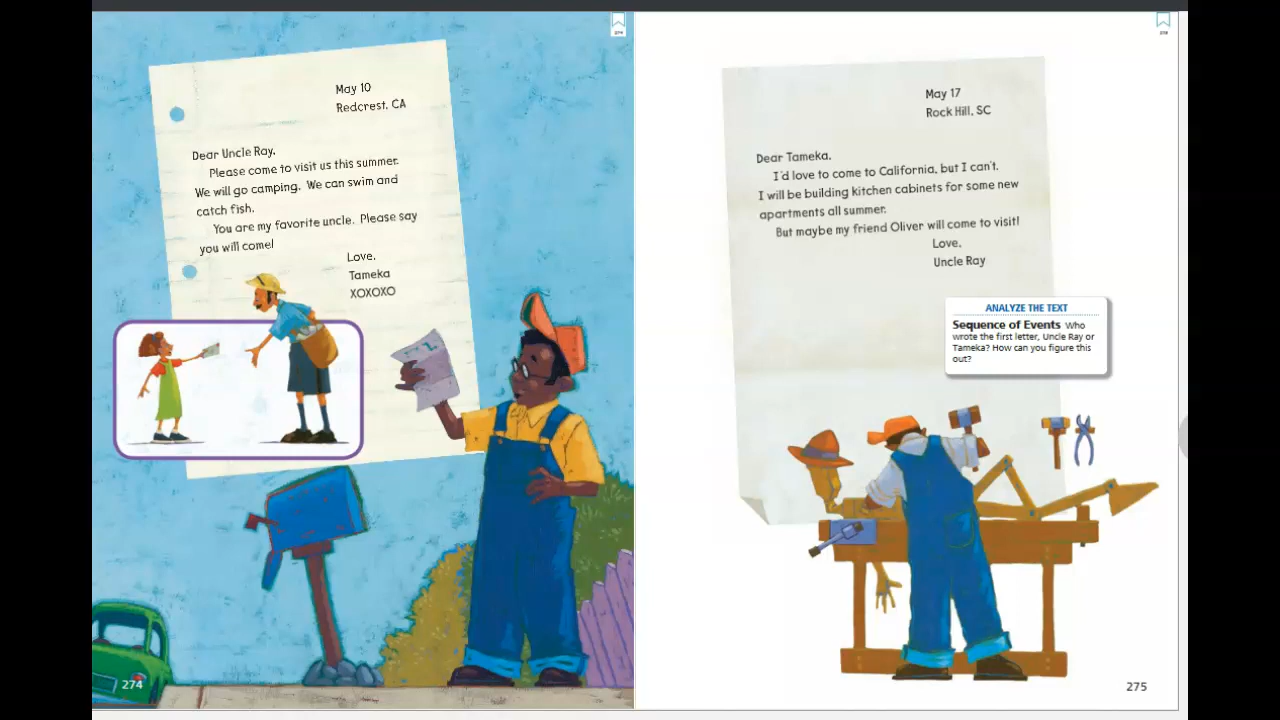 May 10
Redcrest, CA
Dear Uncle Ray,
Please come to visit us this summer.
We will go camping. We can swim and
catch fish.
You are my favorite uncle. Please say
you will come!
Love,
Tameka
XOXOXO
274
May 17
Rock Hill, SC
Dear Tameka,
I'd love to come to California, but I can't.
I will be building kitchen cabinets for some new
apartments all summer.
But maybe my friend Oliver will come to visit!
Love,
Uncle Ray
ANALYZE THE TEXT
Sequence of Events Who
wrote the first letter, Uncle Ray or
Tameka? How can you figure this
out?
275